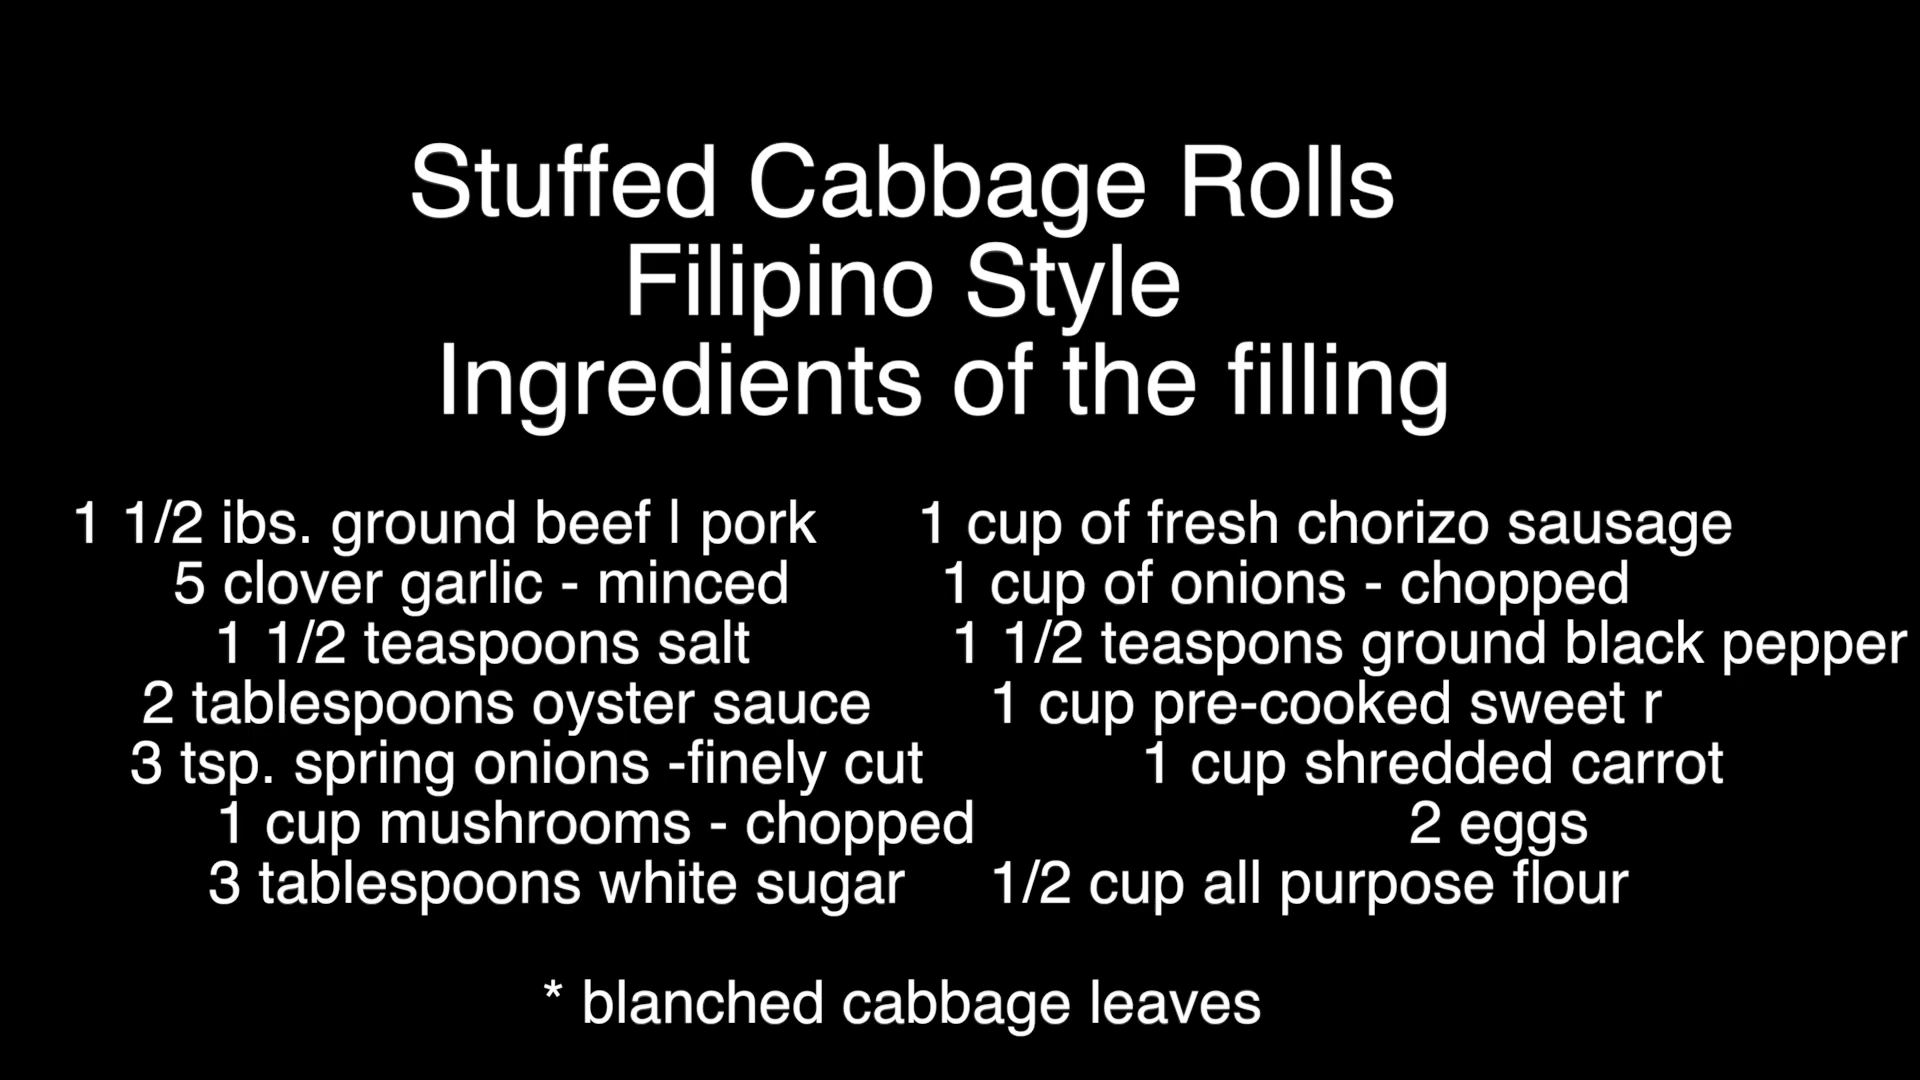 Stuffed Cabbage Rolls
Filipino Style
Ingredients of the filling
1 1/2 ibs. ground beef l pork 1 cup of fresh chorizo sausage
5 clover garlic - minced 1 cup of onions - chopped
1 1/2 teaspoons salt 1 1/2 teaspons ground black pepper
2 tablespoons oyster sauce 1 cup pre-cooked sweet r
3 tsp. spring onions -finely cut 1 cup shredded carrot
1 cup mushrooms - chopped 2 eggs
3 tablespoons white sugar 1/2 cup all purpose flour
* blanched cabbage leaves